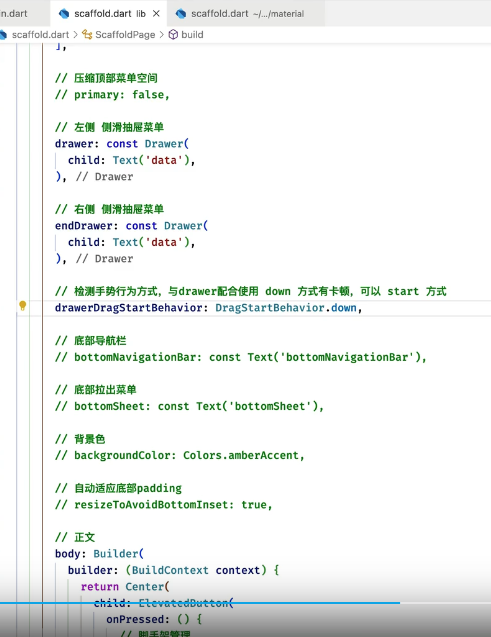 in.dart scaffold.dart lib scaffold.dart ~/.../material
scaffold.dart > ScaffoldPage > build
],
// 压缩顶部菜单空间
// primary: false,
// 左侧 侧滑抽屉菜单
drawer: const Drawer(
child: Text('data'),
), // Drawer
// 右侧 侧滑抽屉菜单
endDrawer: const Drawer(
child: Text('data'),
), // Drawer
// 检测手势行为方式，与drawer配合使用 down 方式有卡顿，可以 start 方式
drawerDragStartBehavior: DragStartBehavior.down,
// 底部导航栏
// bottomNavigationBar: const Text('bottomNavigationBar'),
// 底部拉出菜单
// bottomSheet: const Text('bottomSheet'),
// 背景色
// backgroundColor: Colors.amberAccent,
// 自动适应底部padding
// resizeToAvoidBottomInset: true,
// 正文
body: Builder(
builder: (BuildContext context) {
return Center(
child: ElevatedButton(
onPressed: () {
// 脚手架管理